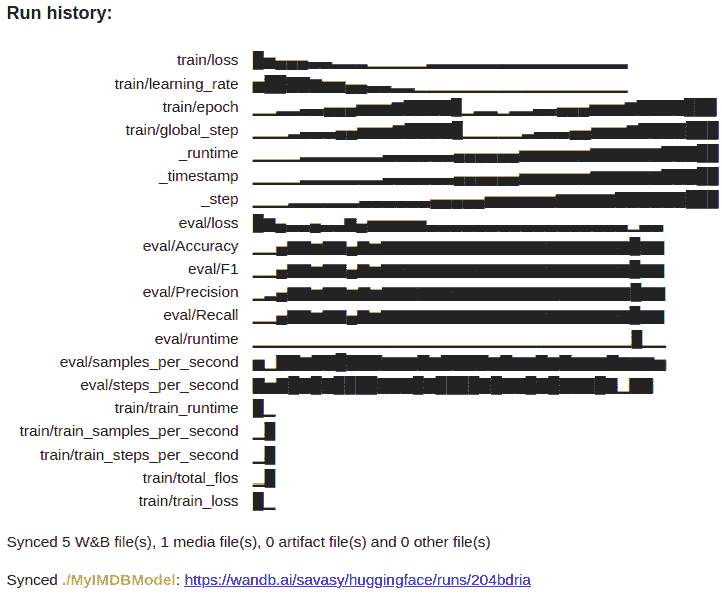 Run history:
train/loss
train/learning_rate
train/epoch
train/global_step
_runtime
_timestamp
_step
eval/loss
eval/Accuracy
eval/F1
eval/Precision
eval/Recall
eval/runtime
eval/samples_per_second
eval/steps_per_second
train/train_runtime
train/train_samples_per_second
train/train_steps_per_second
train/total_flos
train/train_loss
Synced 5 W&B file(s), 1 media file(s), 0 artifact file(s) and 0 other file(s)
Synced ./MyIMDBModel: https://wandb.ai/savasy/huggingface/runs/204bdria